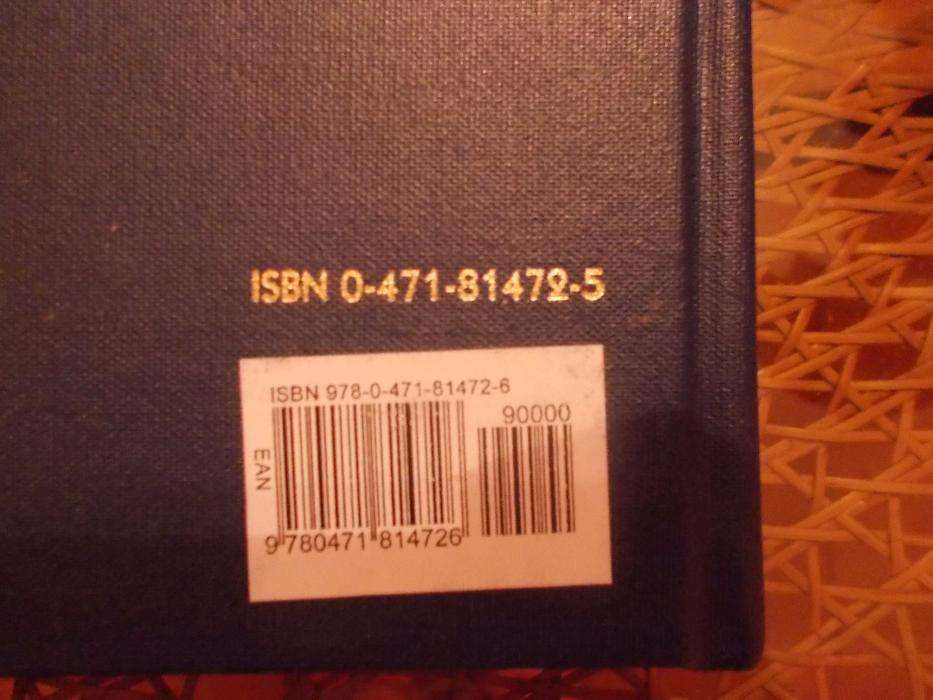 ISBN 0-471-81472-5
ISBN 978-0-471-81472-6
90000
EAN
9 780471 814726